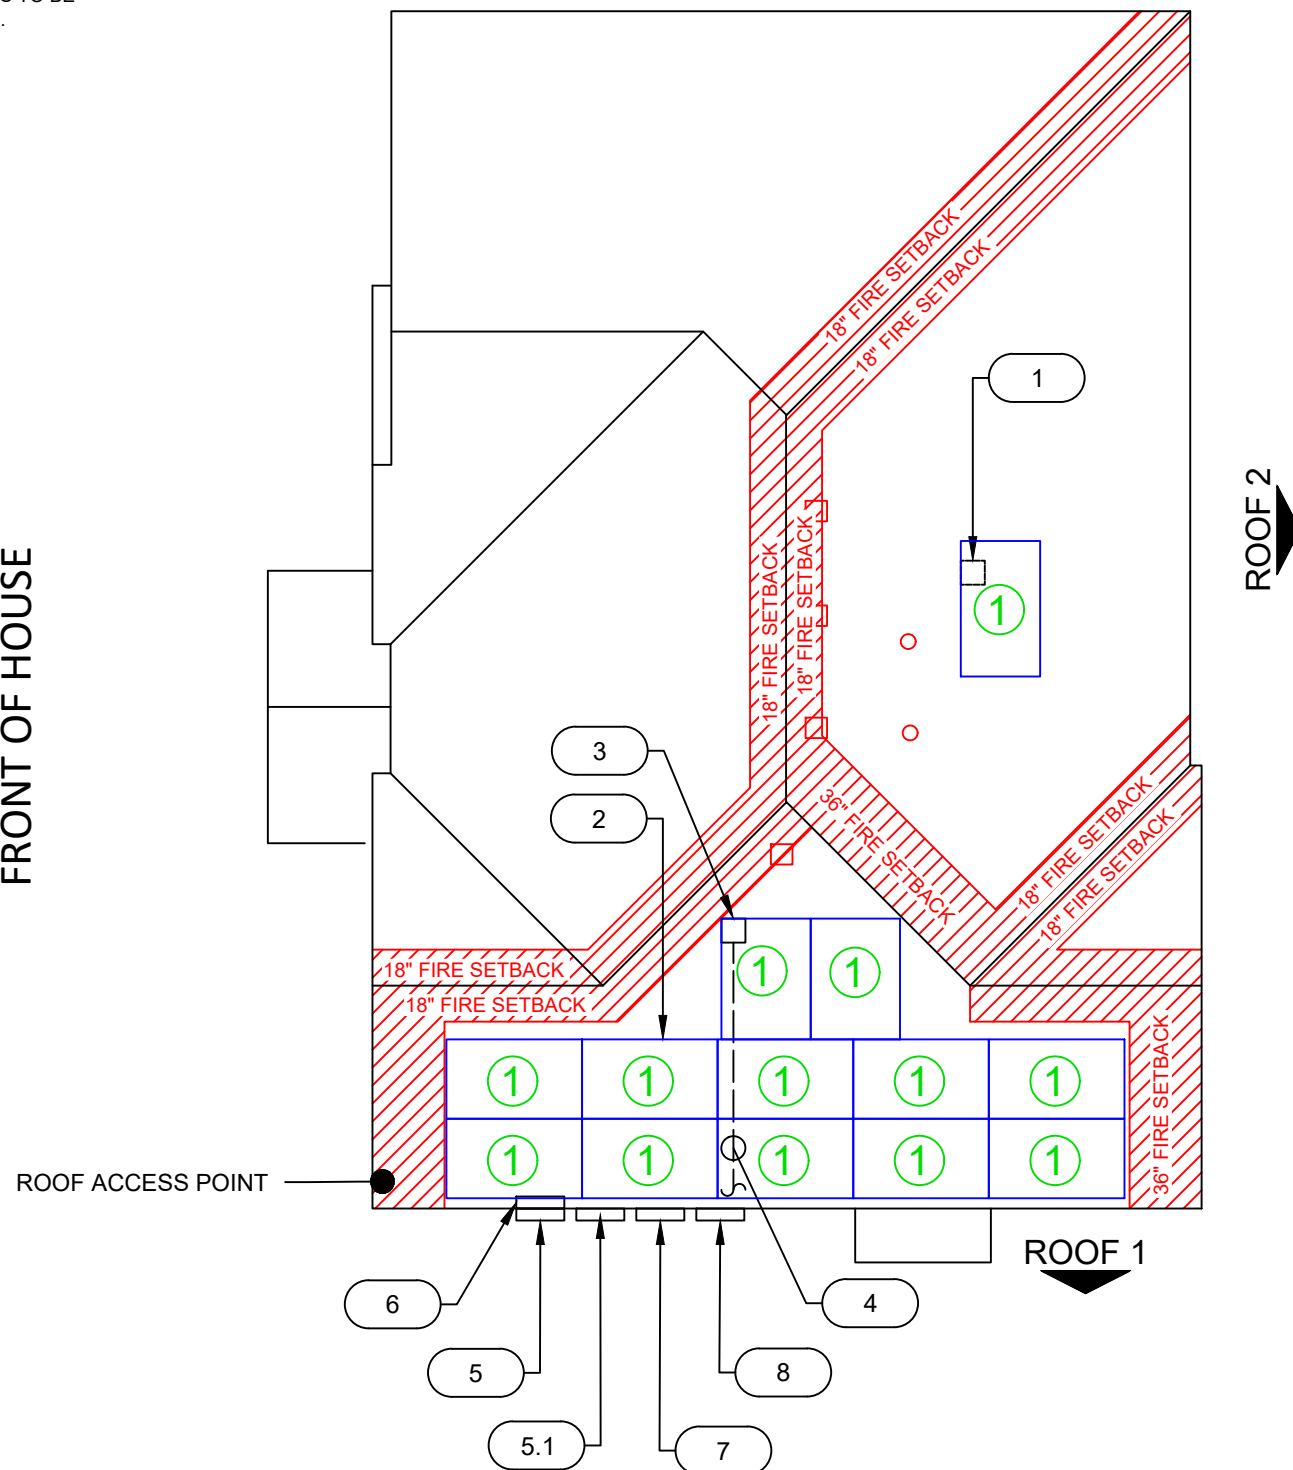 .
18" FIRE SETBACK
18" FIRE SETBACK
1
ROOF 2
1
FRONT OF HOUSE
18" FIRE SETBACK
18" FIRE SETBACK
3
2
36" FIRE SETBACK
18" FIRE SETBACK
18" FIRE SETBACK
18" FIRE SETBACK
18" FIRE SETBACK
1 1
1 1 1 1 1
1 1 1 1 1
36" FIRE SETBACK
ROOF ACCESS POINT
ROOF 1
6
4
5
8
5.1
7